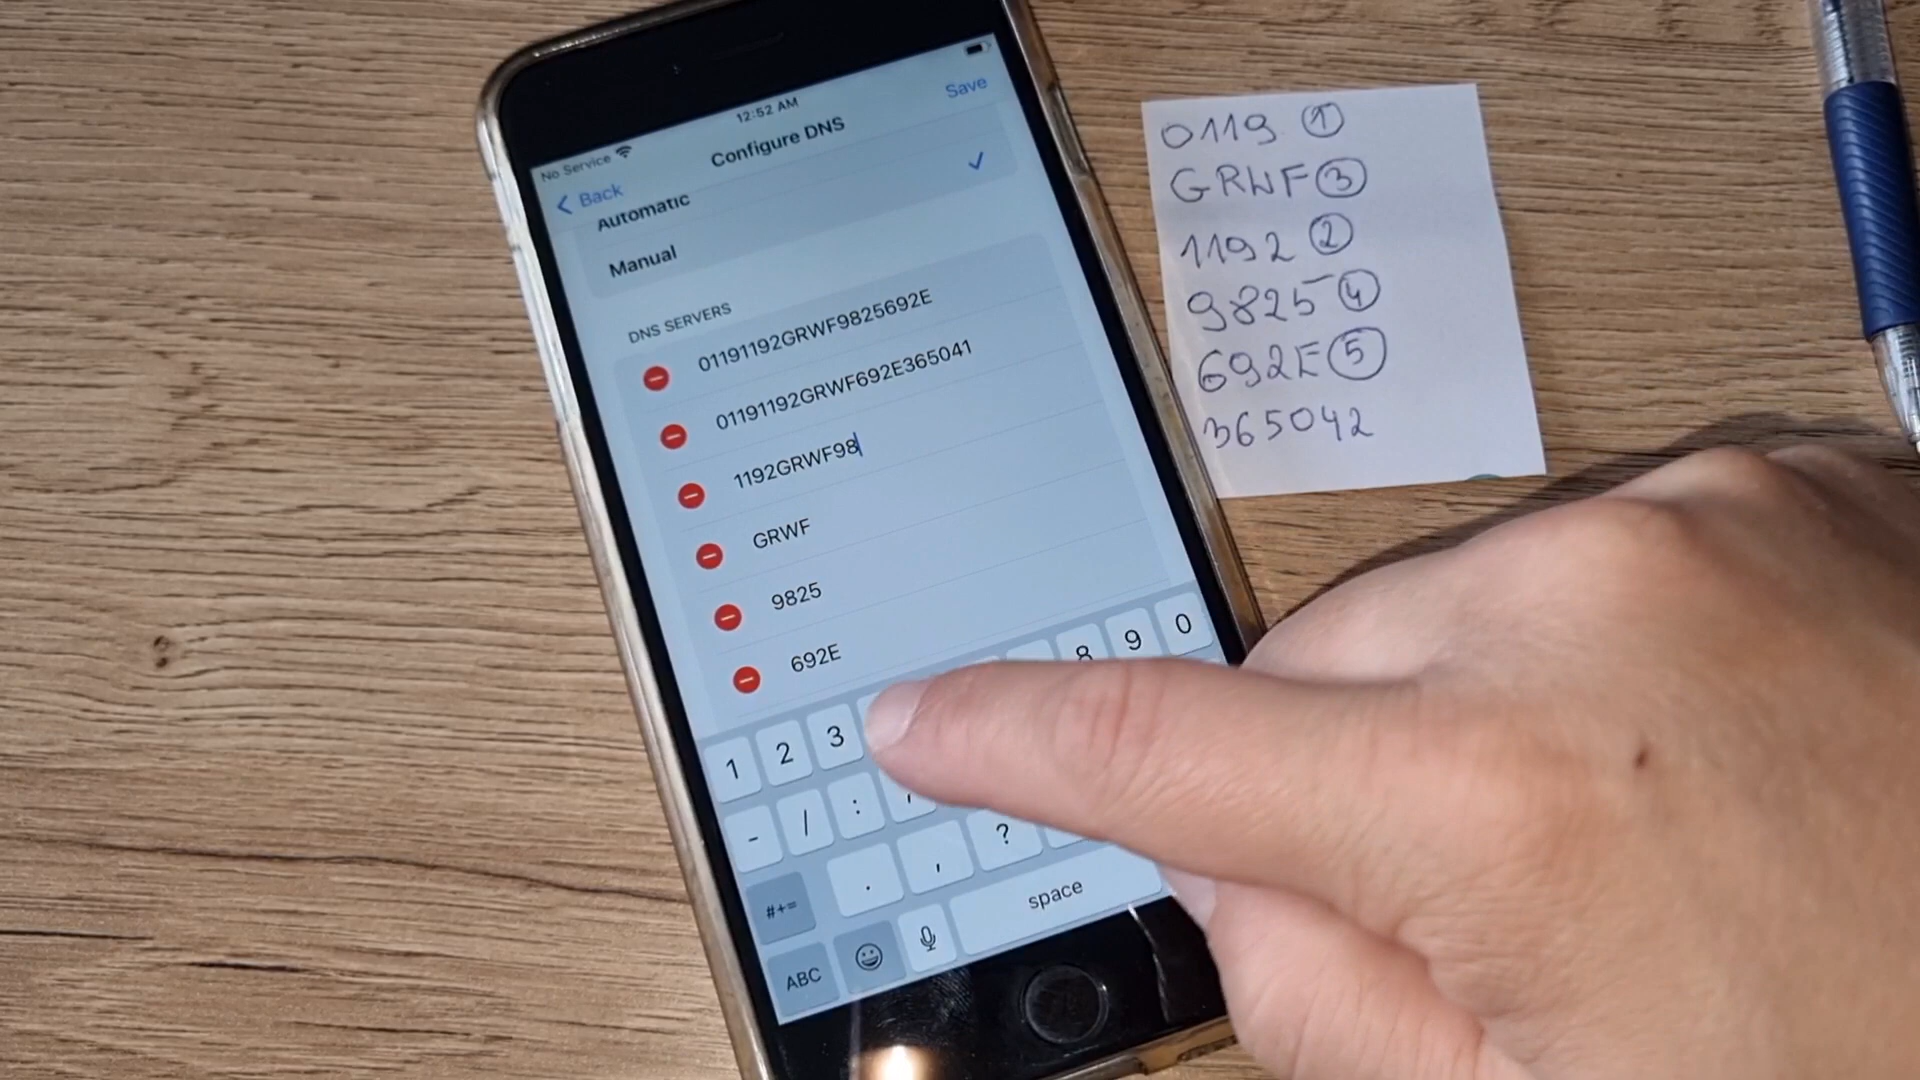 No Service
12:52 AM
Back
Configure DNS
Save
Automatic
Manual
DNS SERVERS
01191192GRWF9825692E
01191192GRWF692E365041
1192GRWF98
GRWF
9825
692E
1 2 3 8 9 0
- / :
. , ?
#+=
ABC space
0119 ①
GRWF ③
1192 ②
9825 ④
692E ⑤
365042